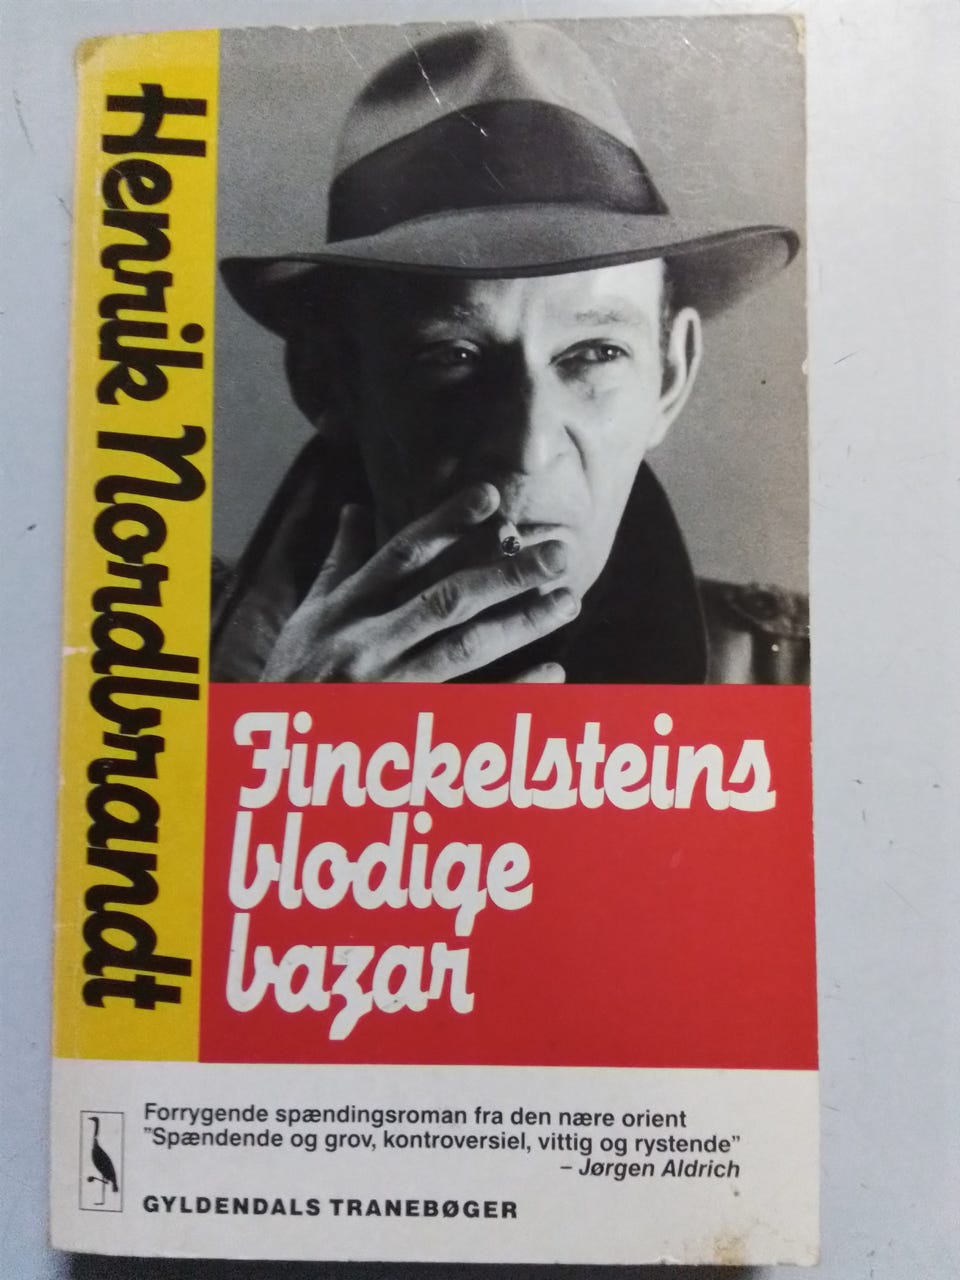 Henrik Nordbrandt
Finckelsteins
blodige
bazar
Forrygende spændingsroman fra den nære orient
"Spændende og grov, kontroversiel, vittig og rystende"
– Jørgen Aldrich
GYLDENDALS TRANEBØGER